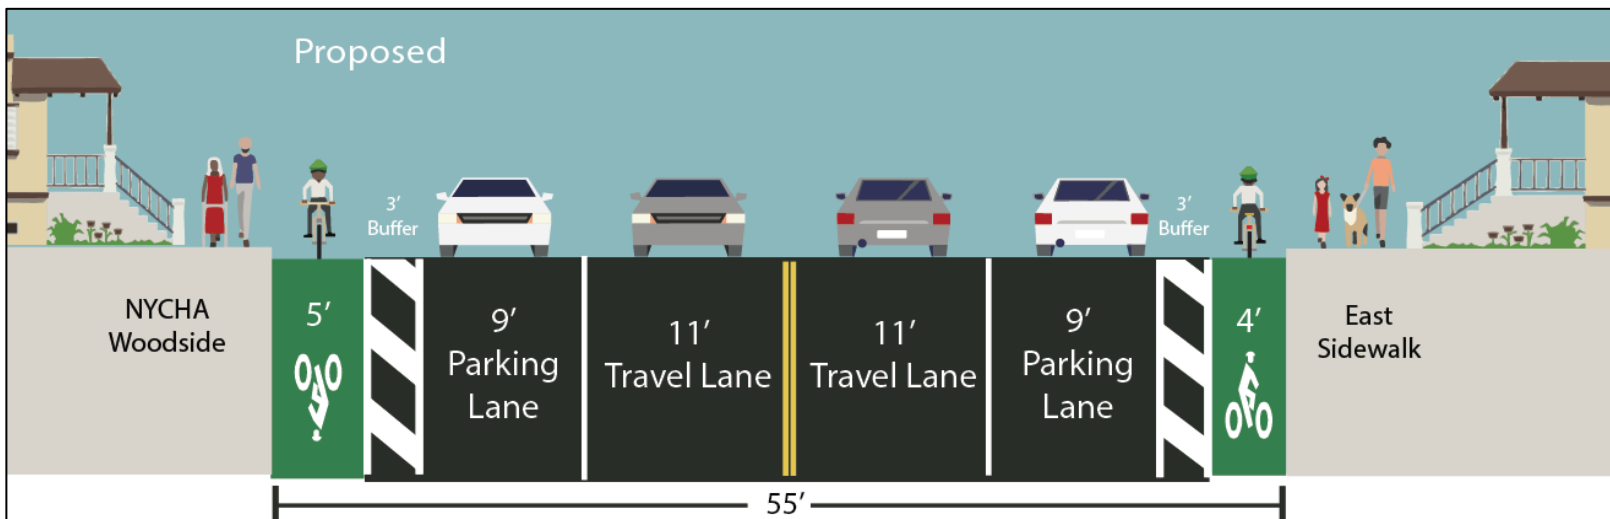 Proposed
3’
Buffer
3’
Buffer
NYCHA
Woodside
5’
9’
Parking
Lane
11’
Travel Lane
11’
Travel Lane
9’
Parking
Lane
4’
East
Sidewalk
55’